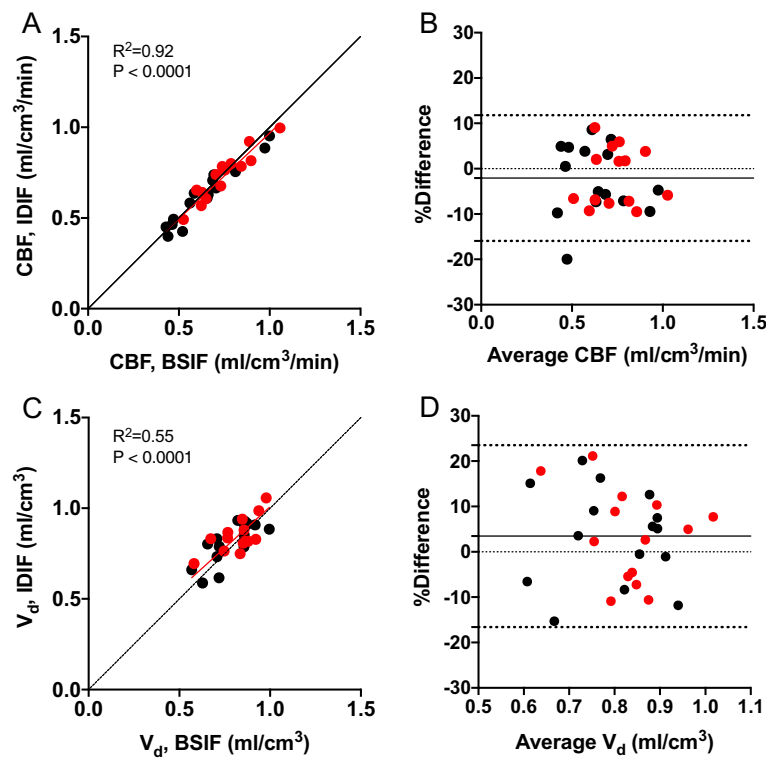 A
R²=0.92
P < 0.0001
1.5
1.0
0.5
0.0
0.0
0.5
1.0
1.5
CBF, IDIF (ml/cm³/min)
CBF, BSIF (ml/cm³/min)
B
30
20
10
0
-10
-20
-30
0.0
0.5
1.0
1.5
%Difference
Average CBF (ml/cm³/min)
C
R²=0.55
P < 0.0001
1.5
1.0
0.5
0.0
0.0
0.5
1.0
1.5
V_d, IDIF (ml/cm³)
V_d, BSIF (ml/cm³)
D
30
20
10
0
-10
-20
-30
0.5
0.6
0.7
0.8
0.9
1.0
1.1
%Difference
Average V_d (ml/cm³)